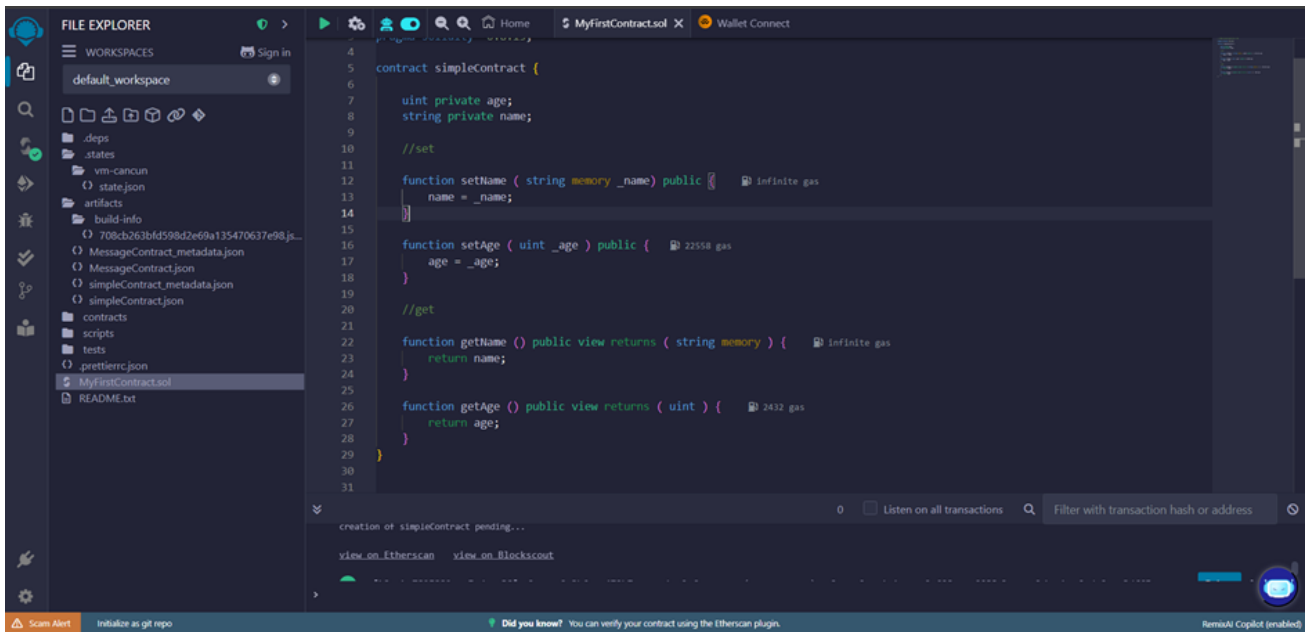 FILE EXPLORER
WORKSPACES
Sign in
default_workspace
.deps
.states
vm-cancun
state.json
artifacts
build-info
708cb263bfd598d2e69a135470637e98.js...
MessageContract_metadata.json
MessageContract.json
simpleContract_metadata.json
simpleContract.json
contracts
scripts
tests
.prettierrc.json
MyFirstContract.sol
README.txt
Home
MyFirstContract.sol
Wallet Connect
4
5 contract simpleContract {
6
7 uint private age;
8 string private name;
9
10 //set
11
12 function setName ( string memory _name) public { infinite gas
13 name = _name;
14 }
15
16 function setAge ( uint _age ) public { 22558 gas
17 age = _age;
18 }
19
20 //get
21
22 function getName () public view returns ( string memory ) { infinite gas
23 return name;
24 }
25
26 function getAge () public view returns ( uint ) { 2432 gas
27 return age;
28 }
29 }
30
31
0 Listen on all transactions Filter with transaction hash or address
creation of simpleContract pending...
view on Etherscan view on Blockscout
>
Scam Alert Initialize as git repo Did you know? You can verify your contract using the Etherscan plugin. RemixAI Copilot (enabled)